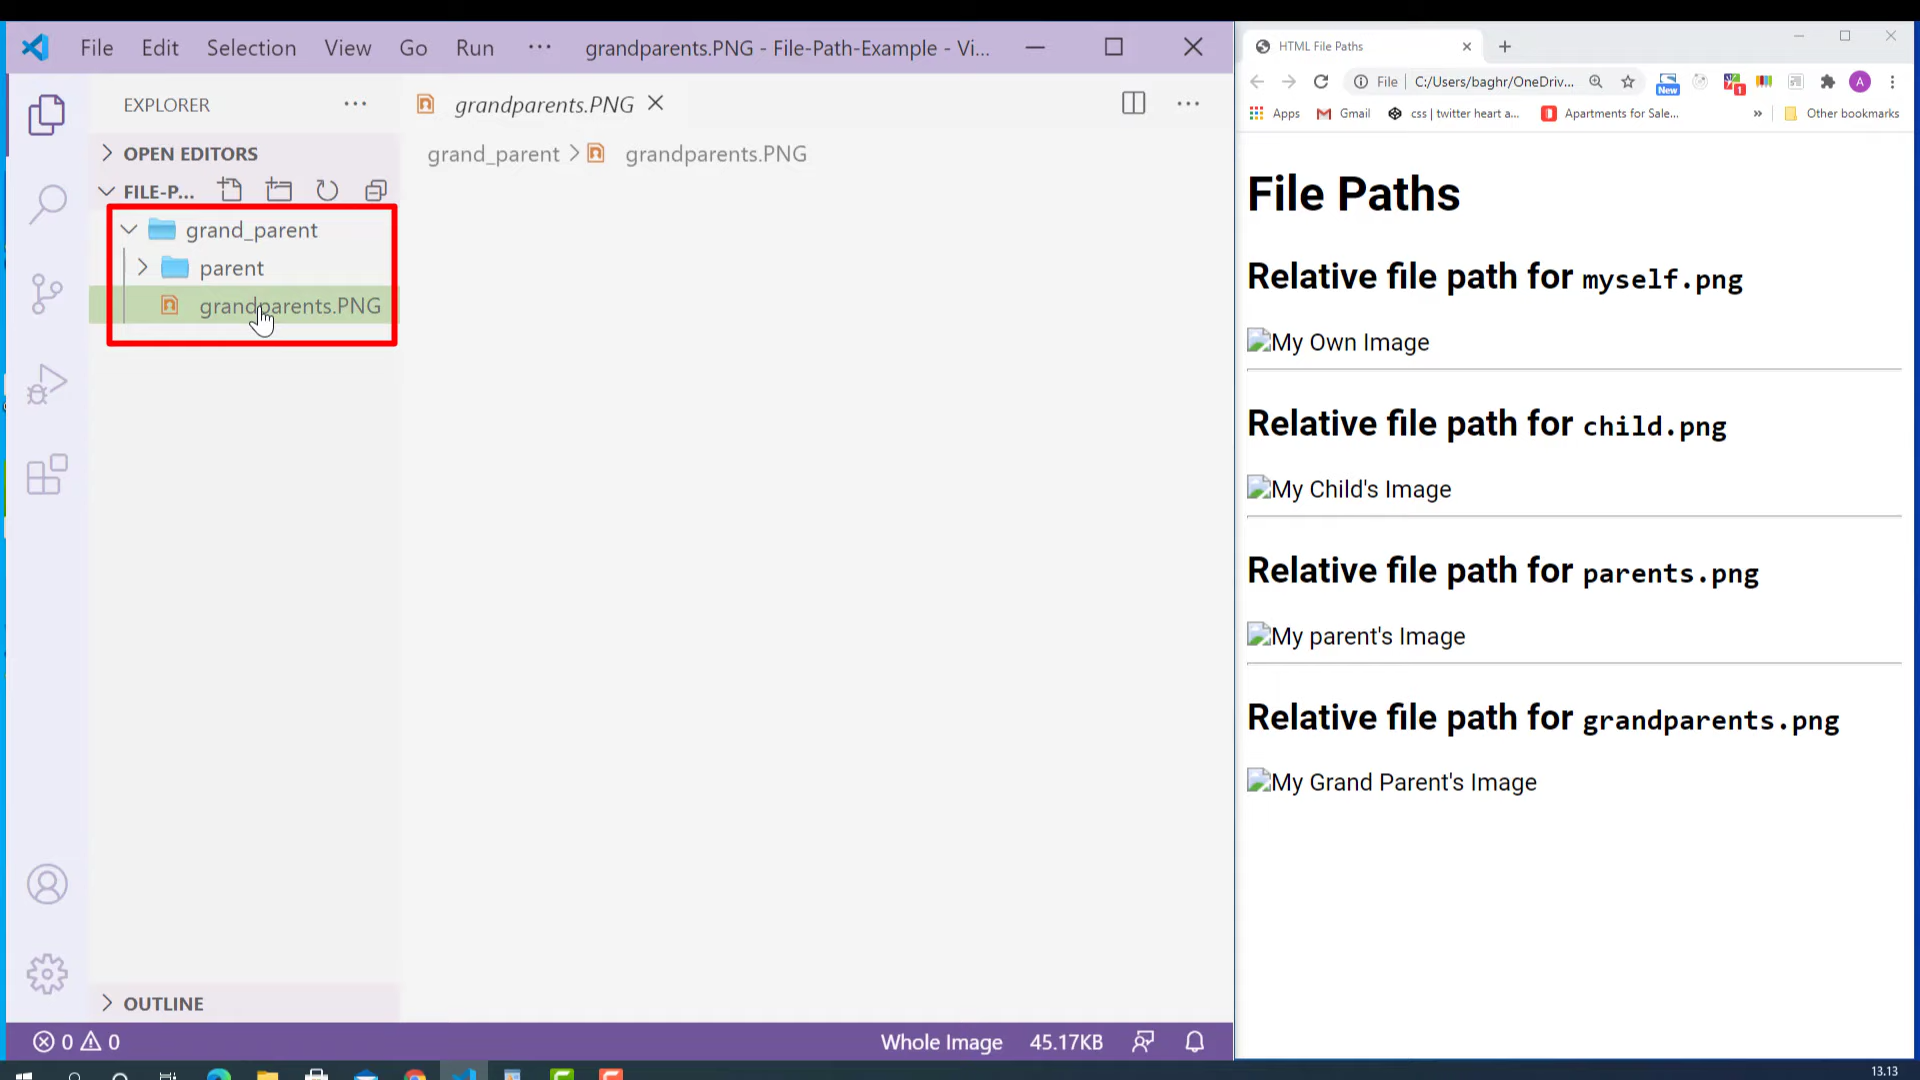 File Edit Selection View Go Run ··· grandparents.PNG - File-Path-Example - Vi...
EXPLORER ···
grandparents.PNG
OPEN EDITORS
grand_parent > grandparents.PNG
FILE-P...
grand_parent
parent
grandparents.PNG
OUTLINE
0 0
Whole Image 45.17KB
HTML File Paths
File C:/Users/baghr/OneDriv...
New
1
A
Apps Gmail css | twitter heart a... Apartments for Sale... » Other bookmarks
File Paths
Relative file path for myself.png
My Own Image
Relative file path for child.png
My Child's Image
Relative file path for parents.png
My parent's Image
Relative file path for grandparents.png
My Grand Parent's Image
13.13